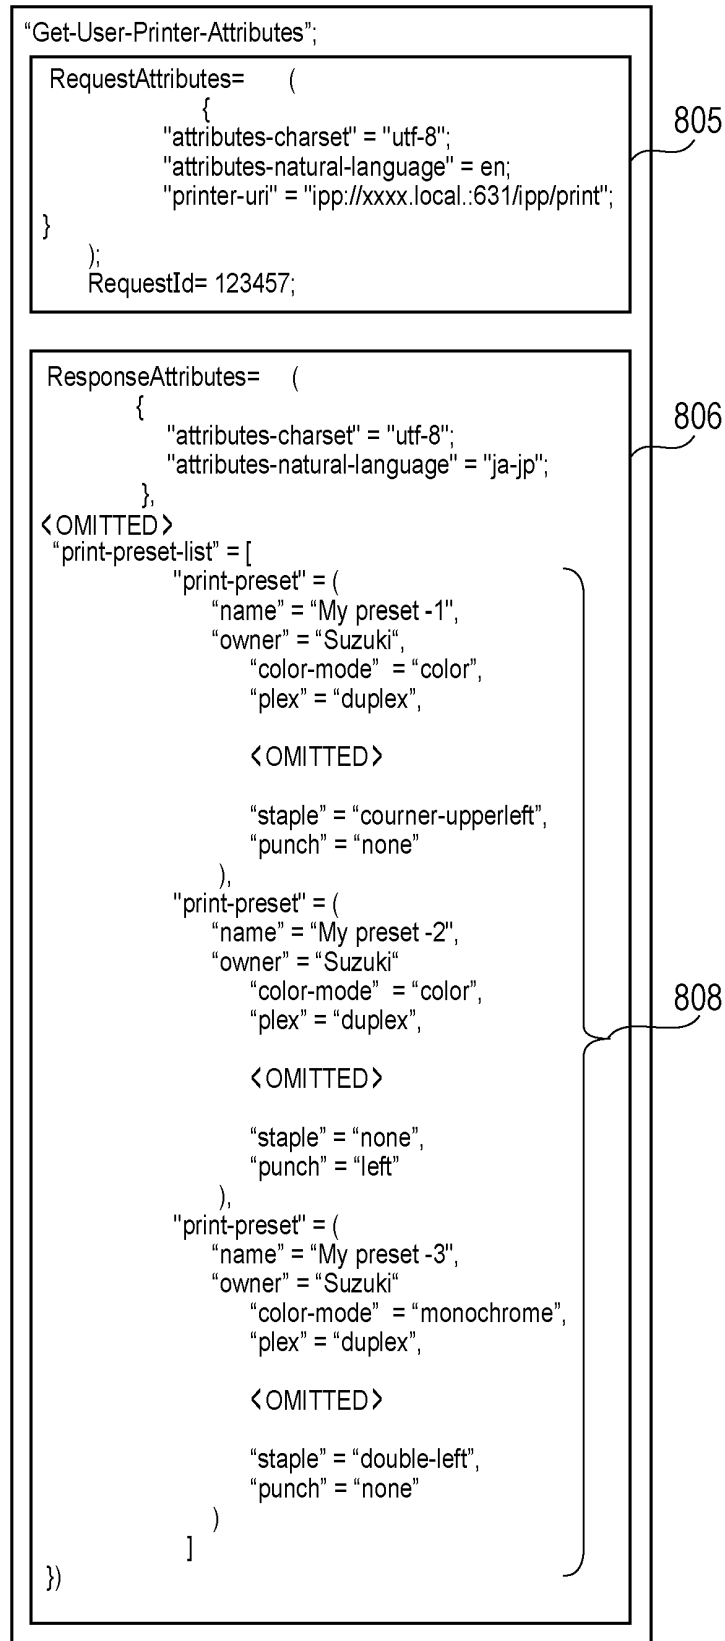 “Get-User-Printer-Attributes”;
RequestAttributes= (
{
"attributes-charset" = "utf-8";
"attributes-natural-language" = en;
"printer-uri" = "ipp://xxxx.local.:631/ipp/print";
}
);
RequestId= 123457;
805
ResponseAttributes= (
{
"attributes-charset" = "utf-8";
"attributes-natural-language" = "ja-jp";
},
<OMITTED>
“print-preset-list” = [
"print-preset" = (
“name” = “My preset -1",
“owner” = “Suzuki“,
“color-mode” = “color”,
“plex” = “duplex”,
<OMITTED>
“staple” = “courner-upperleft”,
“punch” = “none”
),
"print-preset" = (
“name” = “My preset -2",
“owner” = “Suzuki“
“color-mode” = “color”,
“plex” = “duplex”,
<OMITTED>
“staple” = “none”,
“punch” = “left”
),
"print-preset" = (
“name” = “My preset -3",
“owner” = “Suzuki“
“color-mode” = “monochrome”,
“plex” = “duplex”,
<OMITTED>
“staple” = “double-left”,
“punch” = “none”
)
]
})
806
808